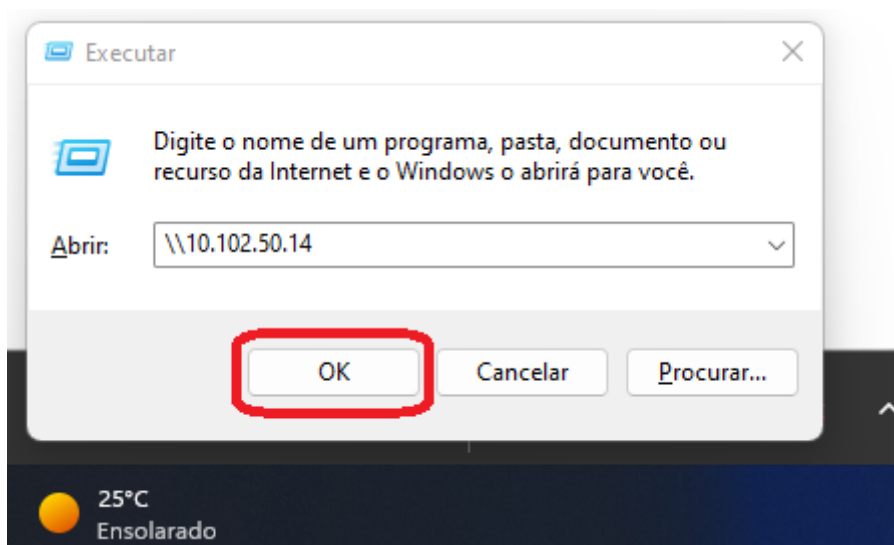 Executar
Digite o nome de um programa, pasta, documento ou
recurso da Internet e o Windows o abrirá para você.
Abrir: \\10.102.50.14
OK Cancelar Procurar...
25°C
Ensolarado